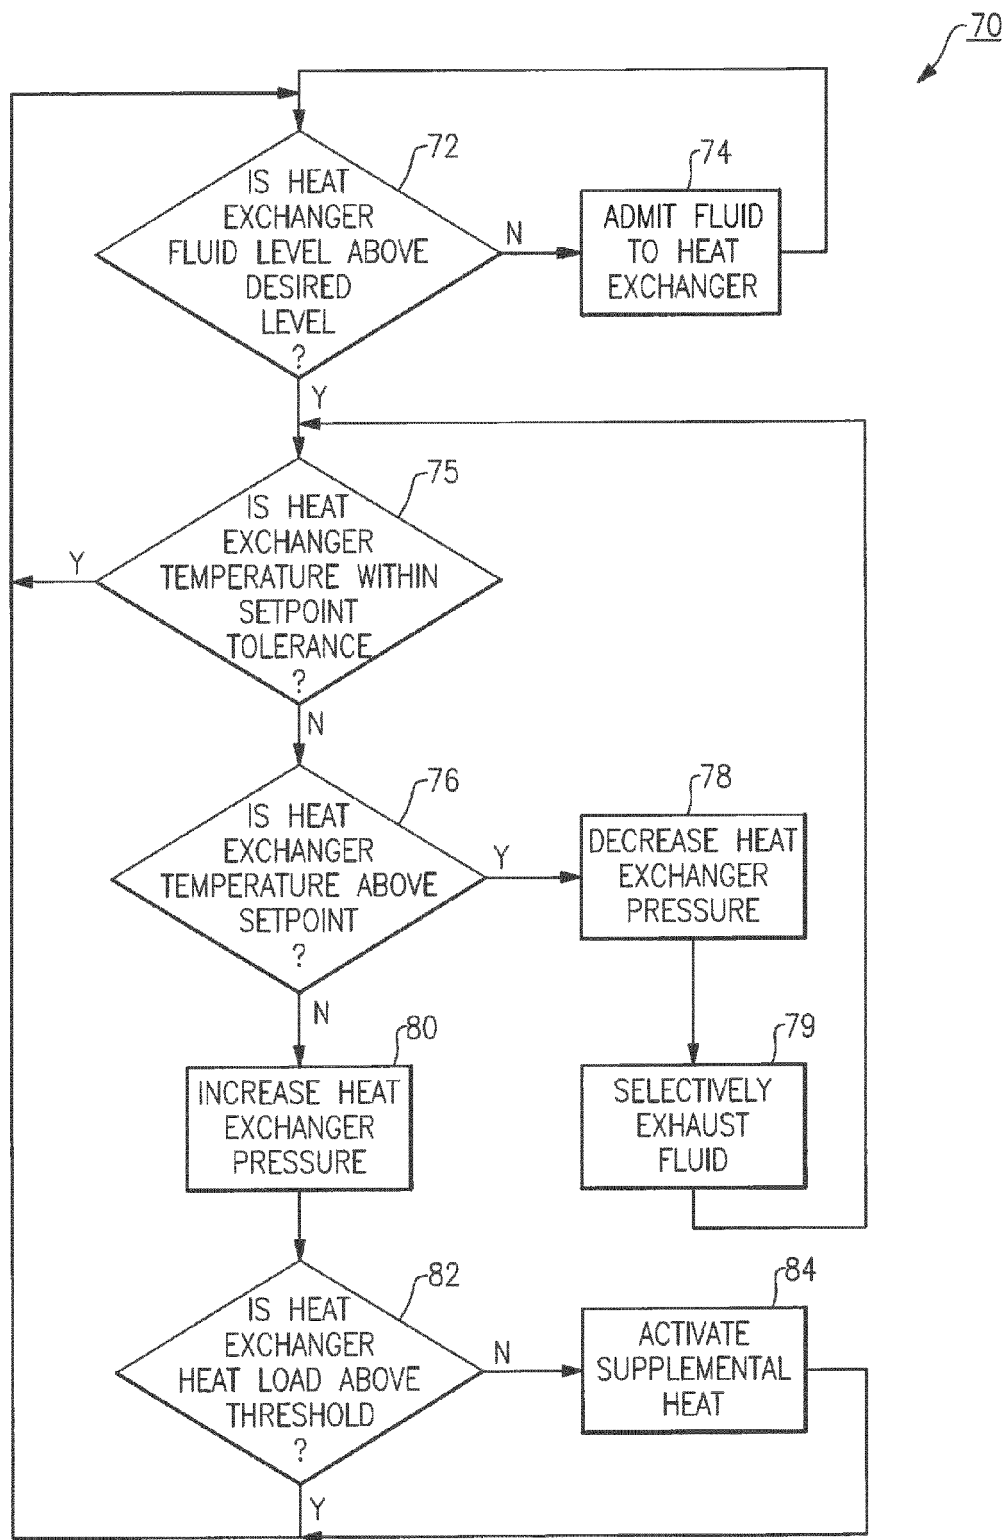 70
72
IS HEAT
EXCHANGER
FLUID LEVEL ABOVE
DESIRED
LEVEL
?
N
74
ADMIT FLUID
TO HEAT
EXCHANGER
Y
75
IS HEAT
EXCHANGER
TEMPERATURE WITHIN
SETPOINT
TOLERANCE
?
Y
N
76
IS HEAT
EXCHANGER
TEMPERATURE ABOVE
SETPOINT
?
Y
78
DECREASE HEAT
EXCHANGER
PRESSURE
N
79
SELECTIVELY
EXHAUST
FLUID
80
INCREASE HEAT
EXCHANGER
PRESSURE
82
IS HEAT
EXCHANGER
HEAT LOAD ABOVE
THRESHOLD
?
N
84
ACTIVATE
SUPPLEMENTAL
HEAT
Y